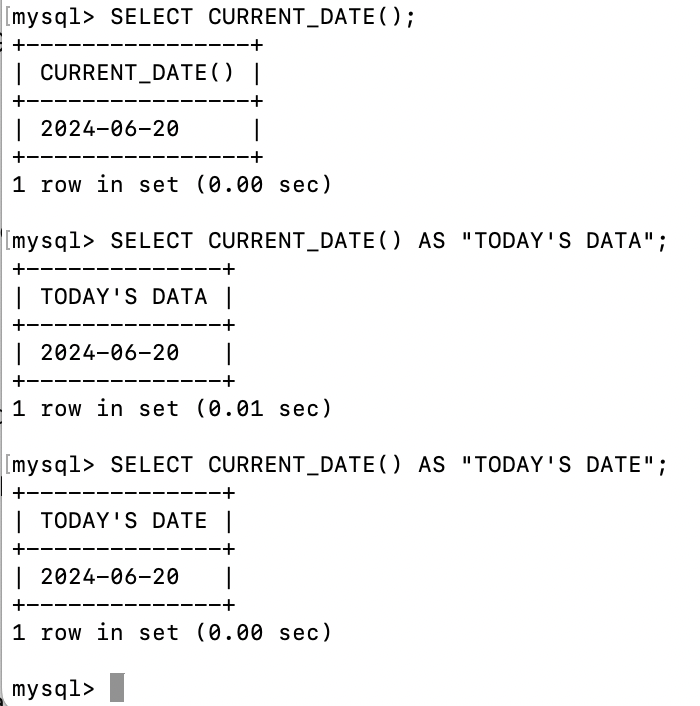 [mysql> SELECT CURRENT_DATE();
+----------------+
| CURRENT_DATE() |
+----------------+
| 2024-06-20     |
+----------------+
1 row in set (0.00 sec)

[mysql> SELECT CURRENT_DATE() AS "TODAY'S DATA";
+--------------+
| TODAY'S DATA |
+--------------+
| 2024-06-20   |
+--------------+
1 row in set (0.01 sec)

[mysql> SELECT CURRENT_DATE() AS "TODAY'S DATE";
+--------------+
| TODAY'S DATE |
+--------------+
| 2024-06-20   |
+--------------+
1 row in set (0.00 sec)

mysql>